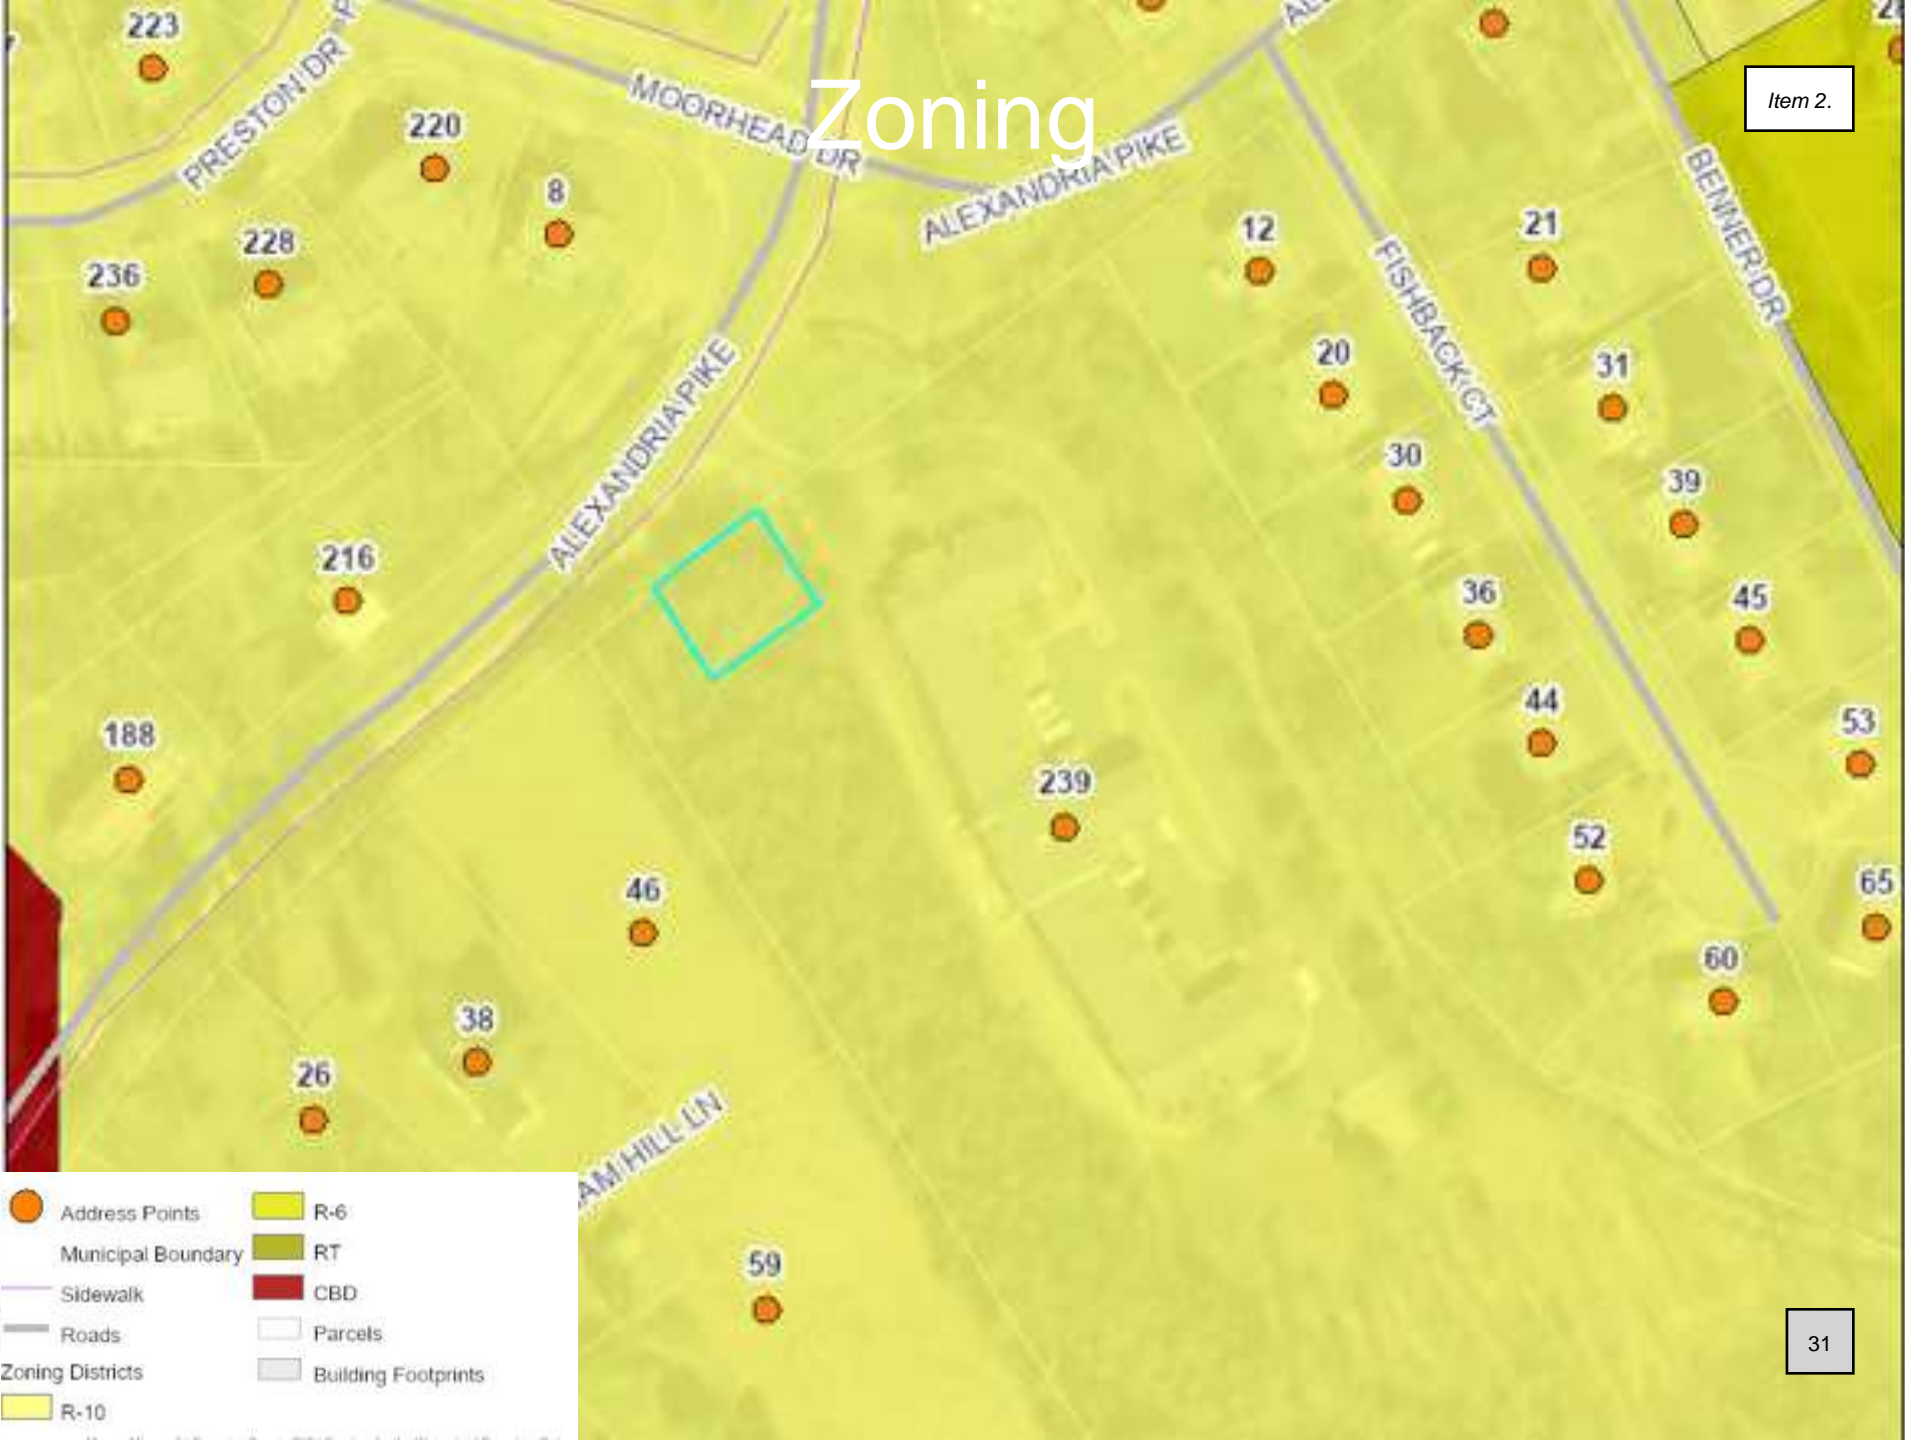 Zoning
Item 2.
223
PRESTON DR
MOORHEAD DR
ALEXANDRIA PIKE
220
8
228
236
12
21
BENNER DR
FISHBACK CT
20
31
30
39
ALEXANDRIA PIKE
216
36
45
188
44
53
239
52
46
65
60
38
26
HILL LN
59
Address Points
Municipal Boundary
Sidewalk
Roads
Zoning Districts
R-10
R-6
RT
CBD
Parcels
Building Footprints
31